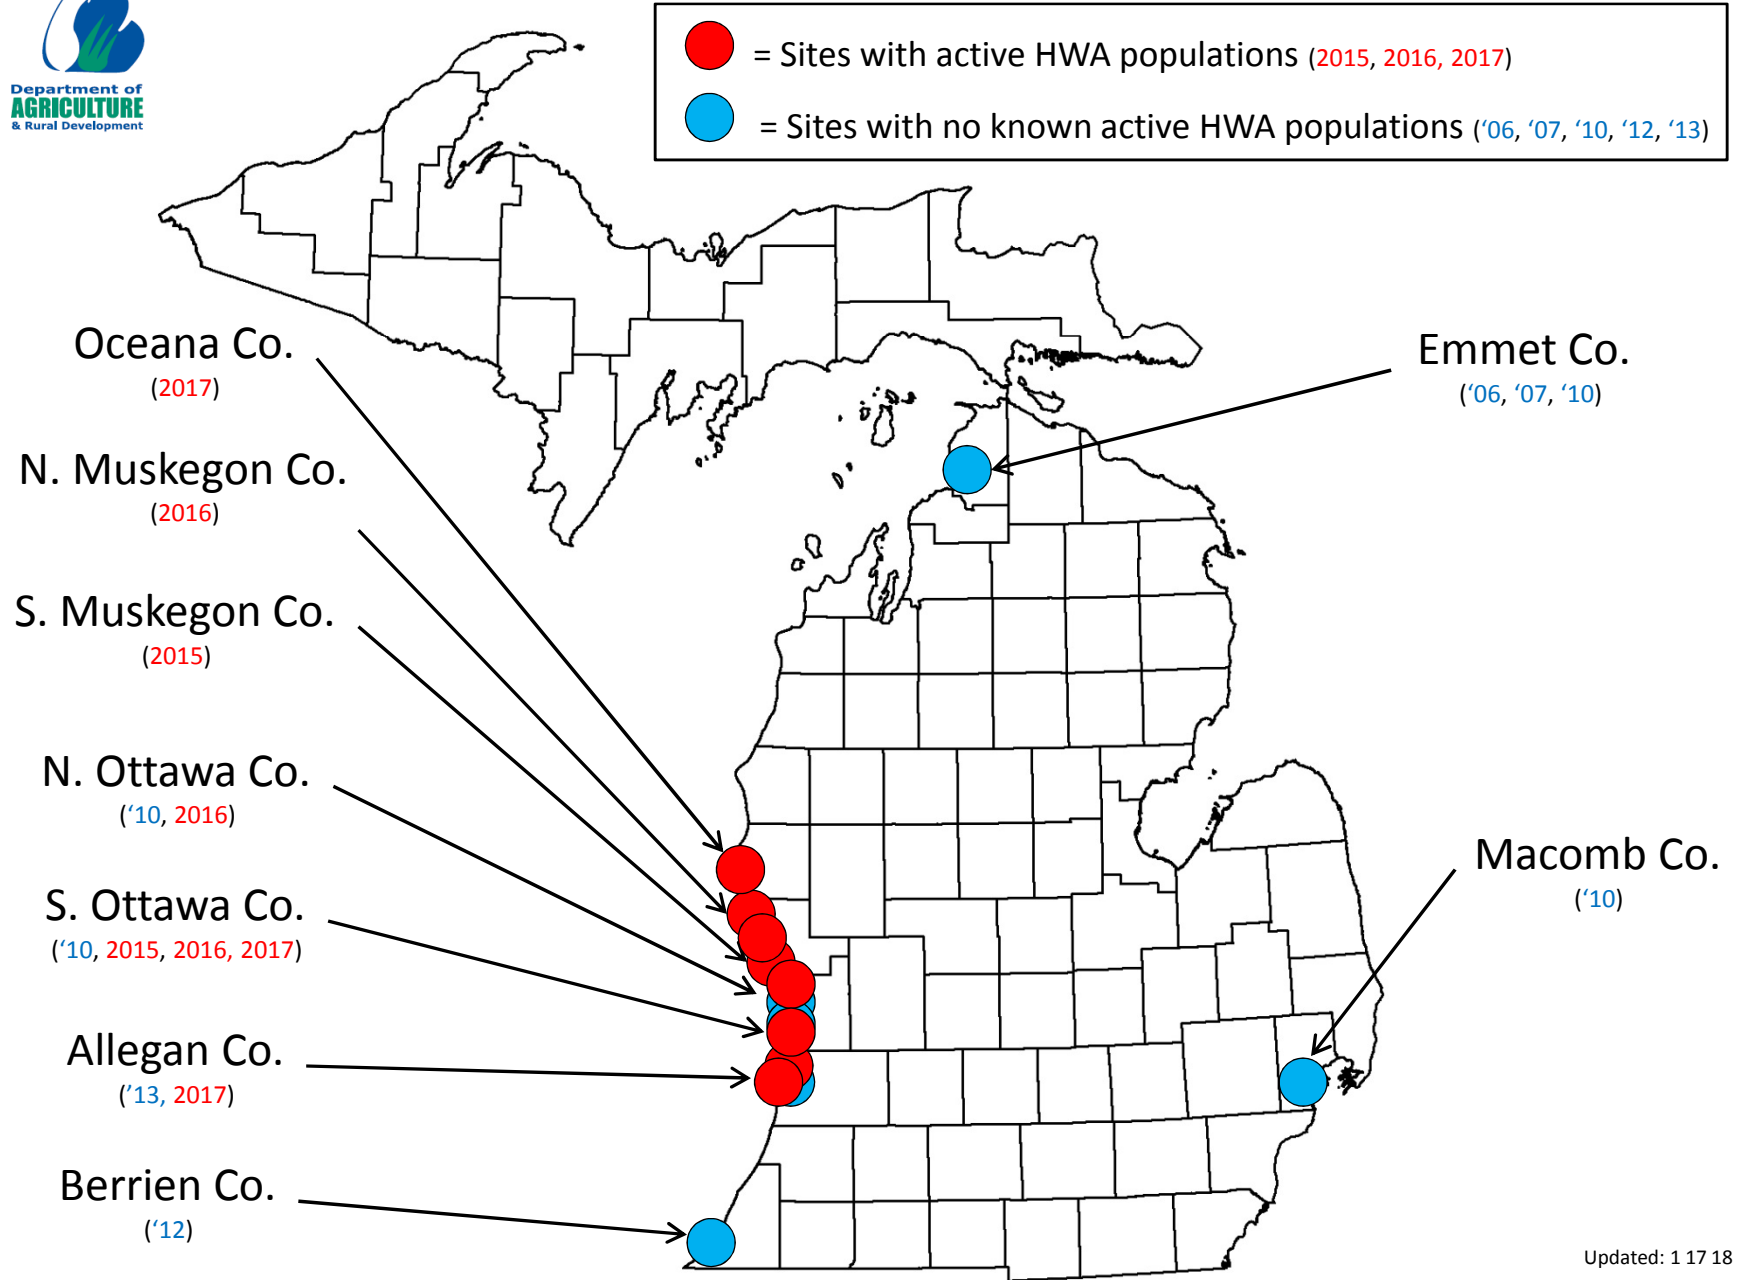 Department of
AGRICULTURE
& Rural Development
= Sites with active HWA populations (2015, 2016, 2017)
= Sites with no known active HWA populations (‘06, ‘07, ‘10, ‘12, ‘13)
Oceana Co.
(2017)
N. Muskegon Co.
(2016)
S. Muskegon Co.
(2015)
N. Ottawa Co.
(‘10, 2016)
S. Ottawa Co.
(‘10, 2015, 2016, 2017)
Allegan Co.
(’13, 2017)
Berrien Co.
(‘12)
Emmet Co.
(‘06, ‘07, ‘10)
Macomb Co.
(‘10)
Updated: 1 17 18